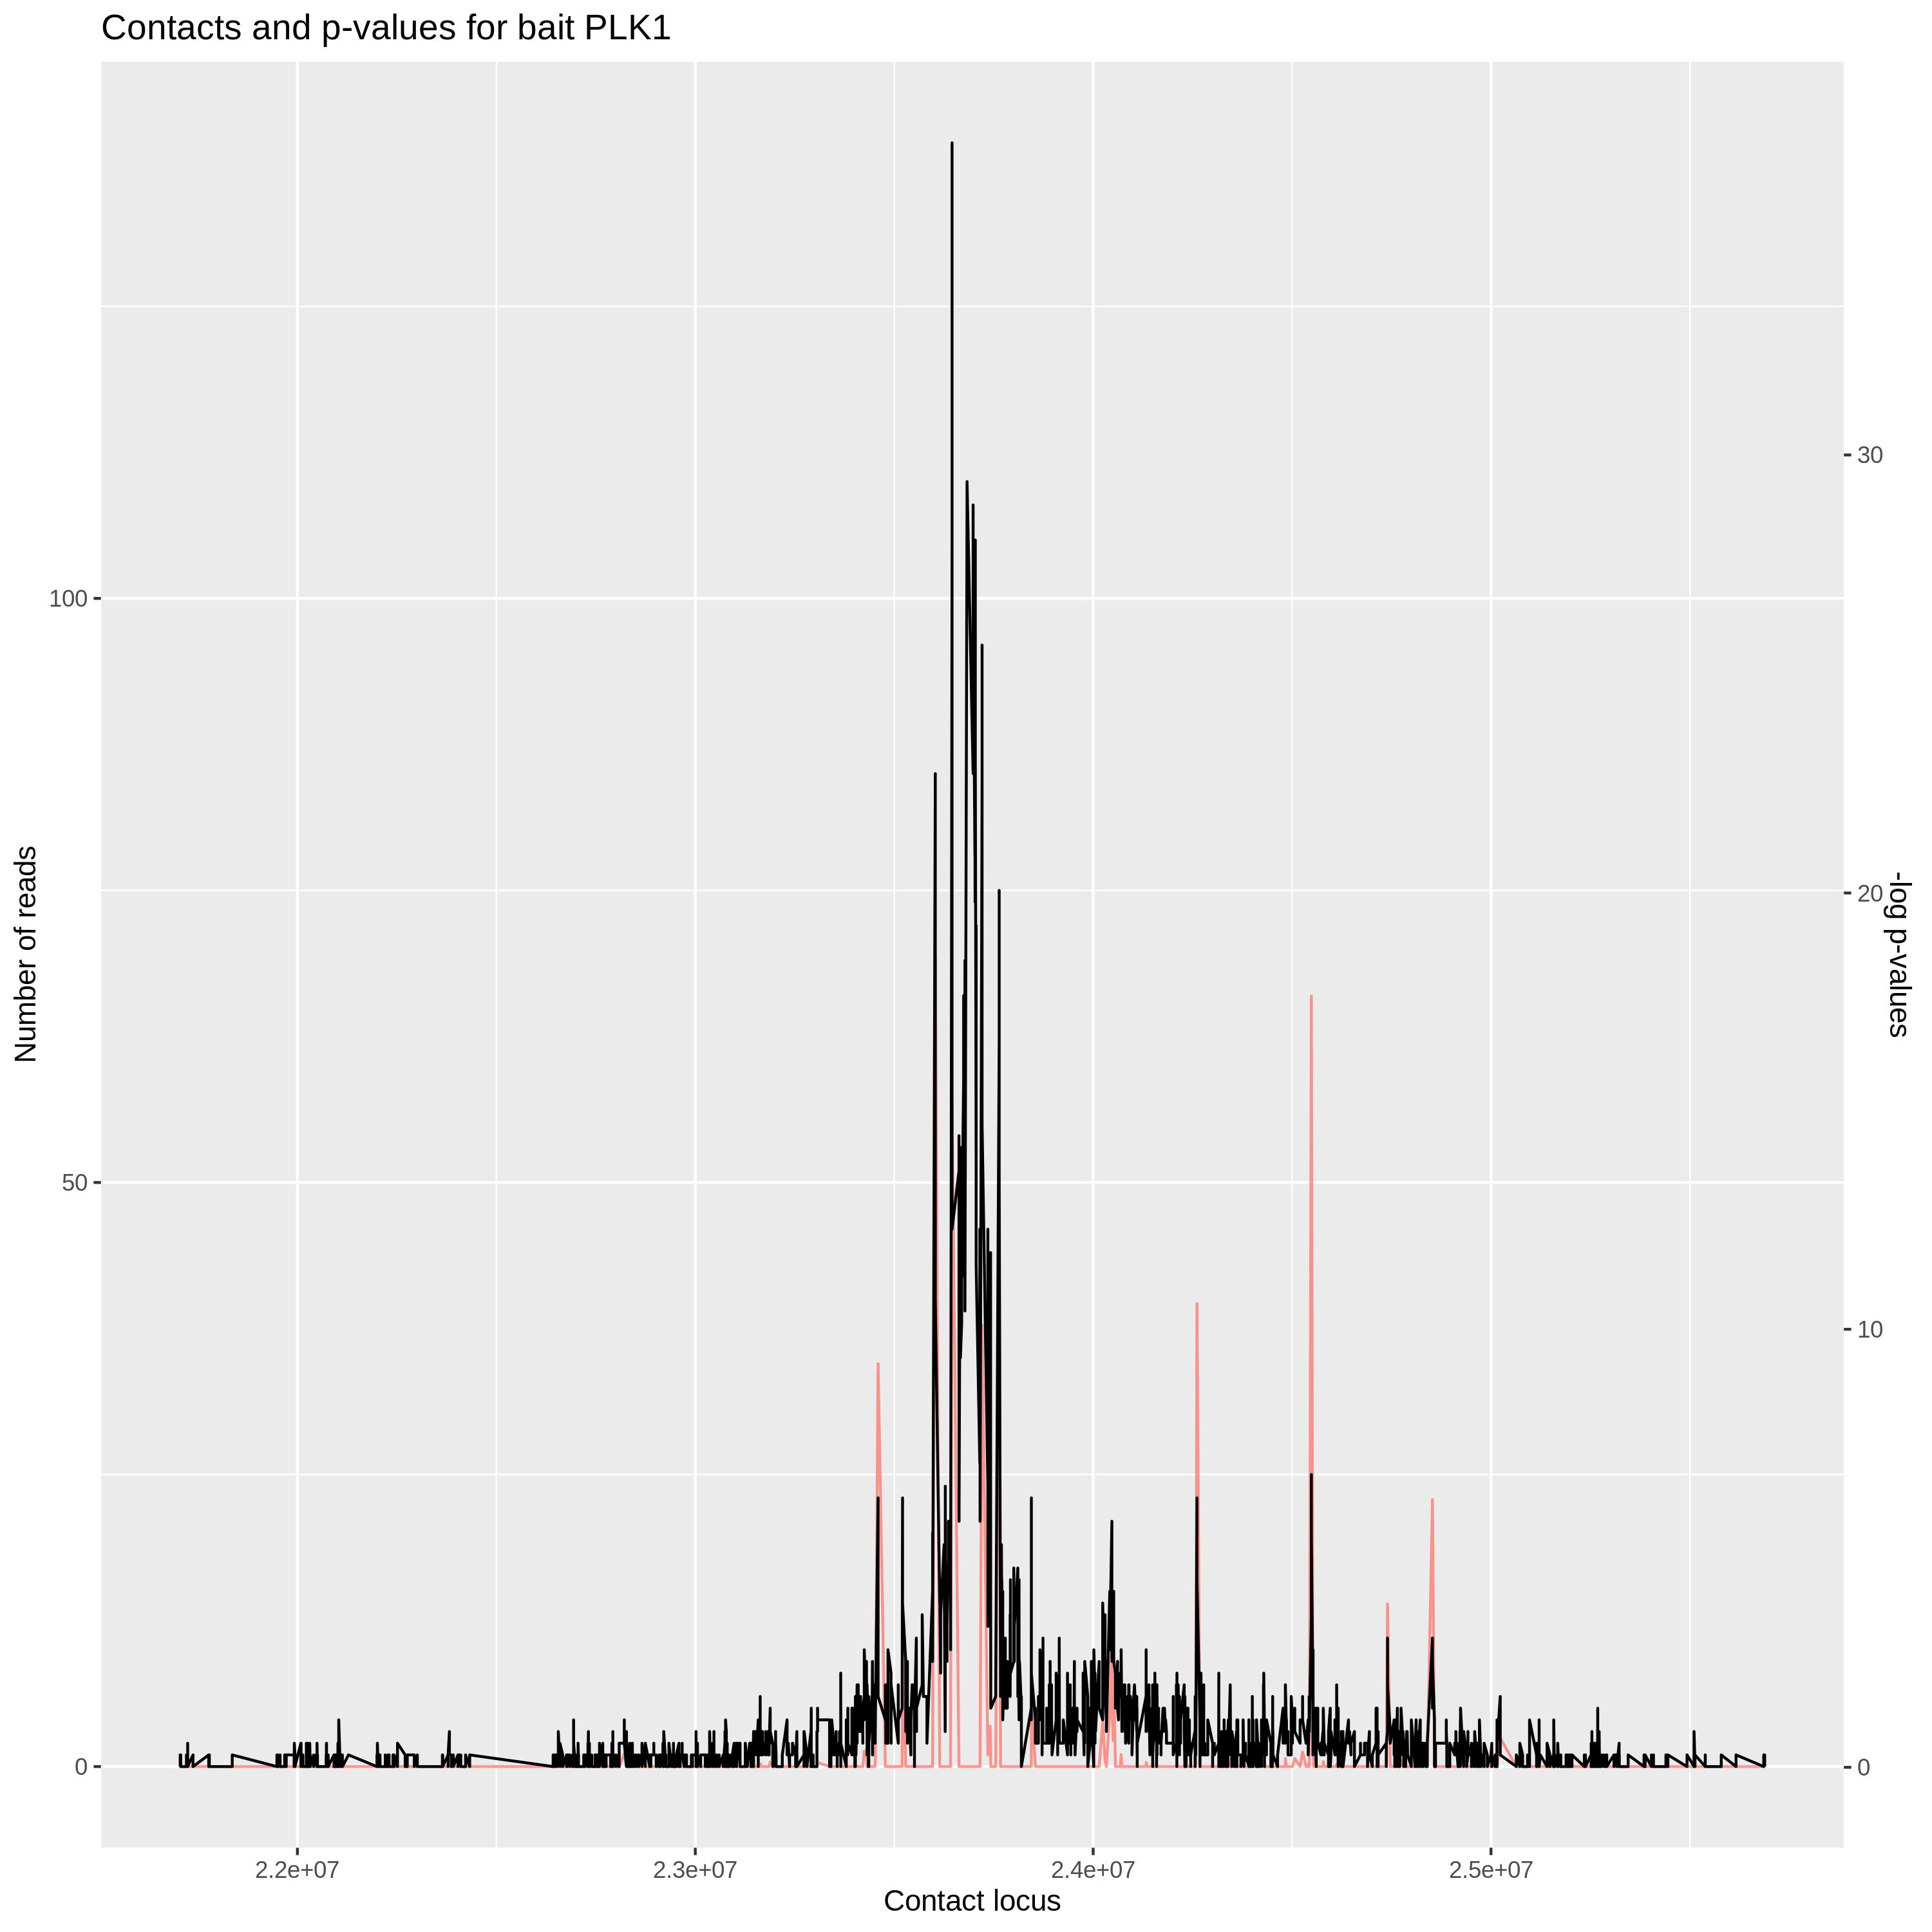 Contacts and p-values for bait PLK1
Number of reads
100
50
0
30
20
10
0
-log p-values
2.2e+07
2.3e+07
2.4e+07
2.5e+07
Contact locus